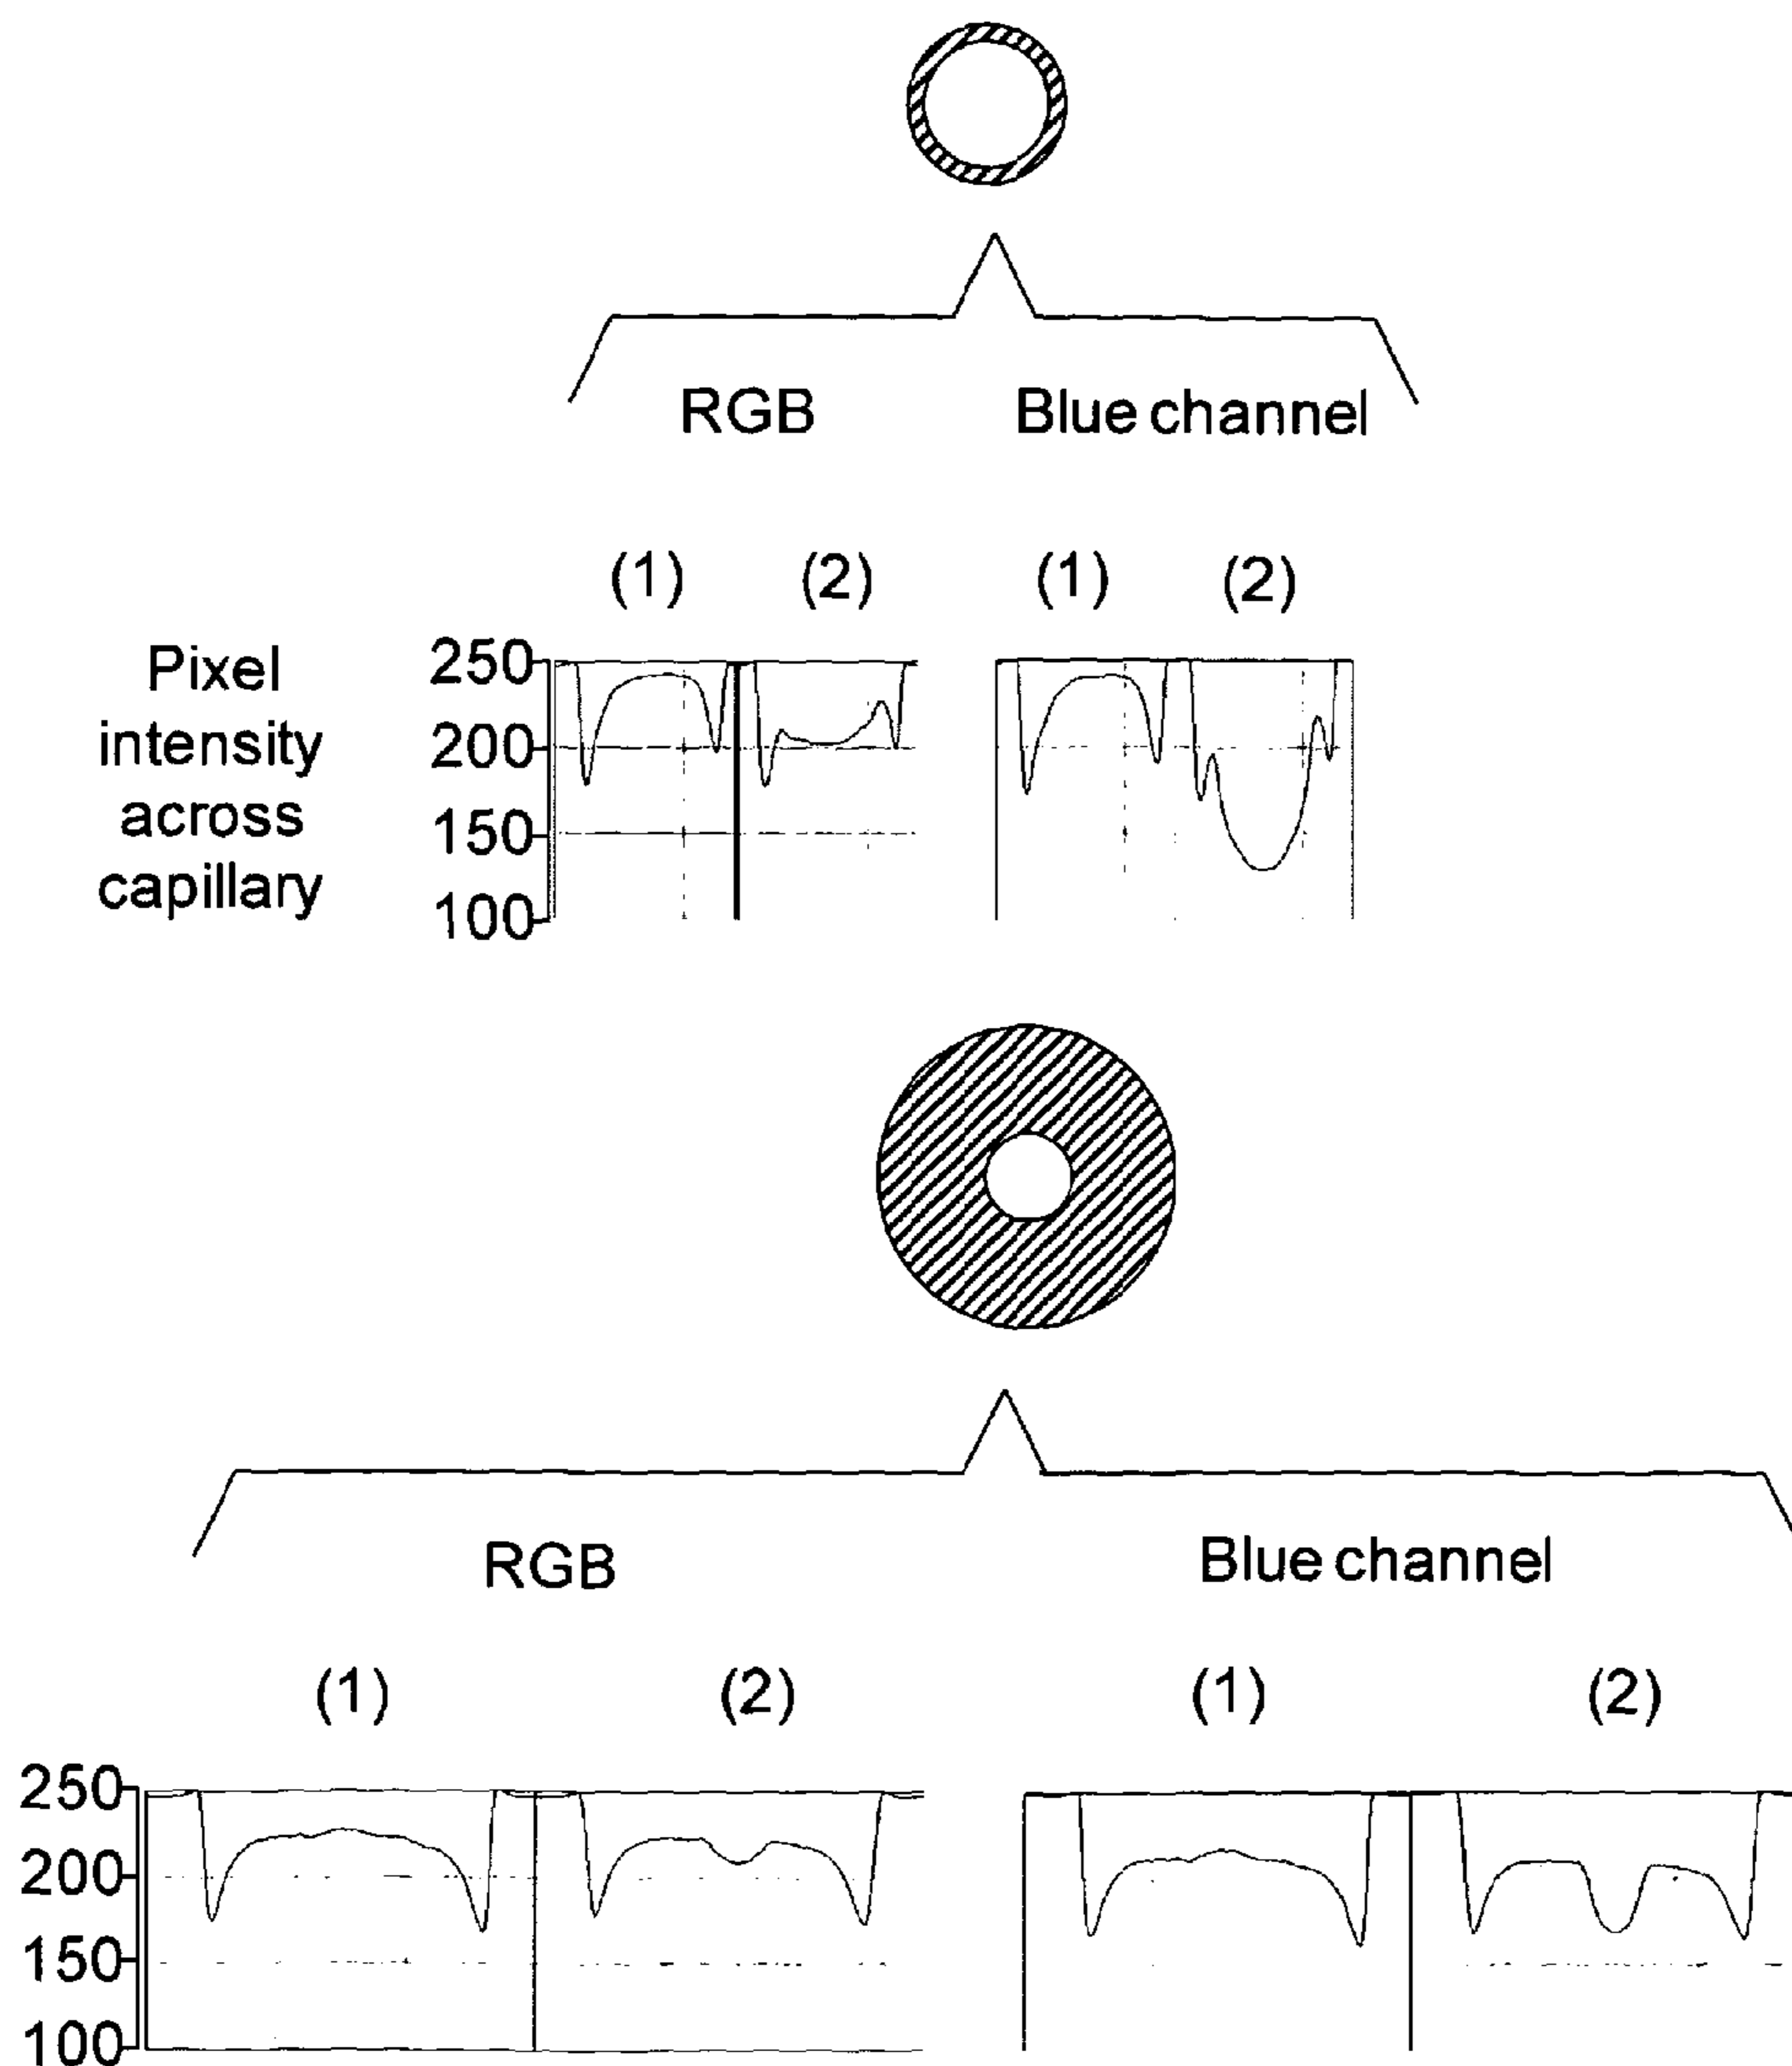 RGB Blue channel
(1) (2) (1) (2)
Pixel
intensity
across
capillary
250
200
150
100
RGB Blue channel
(1) (2) (1) (2)
250
200
150
100